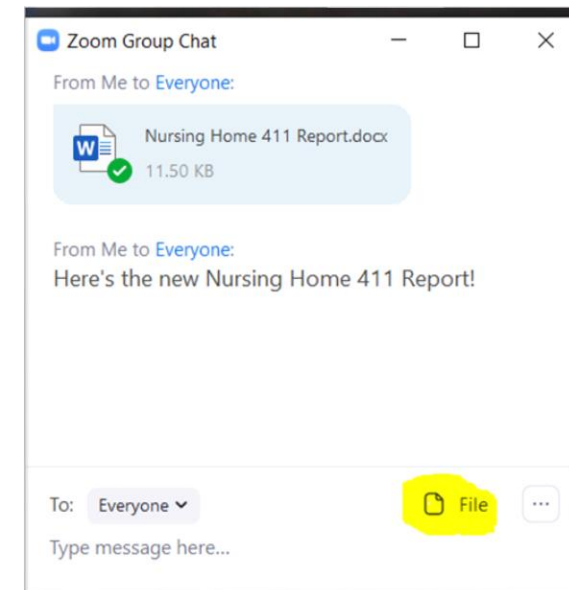 Zoom Group Chat
From Me to Everyone:
W
Nursing Home 411 Report.docx
11.50 KB
From Me to Everyone:
Here's the new Nursing Home 411 Report!
To: Everyone File ...
Type message here...